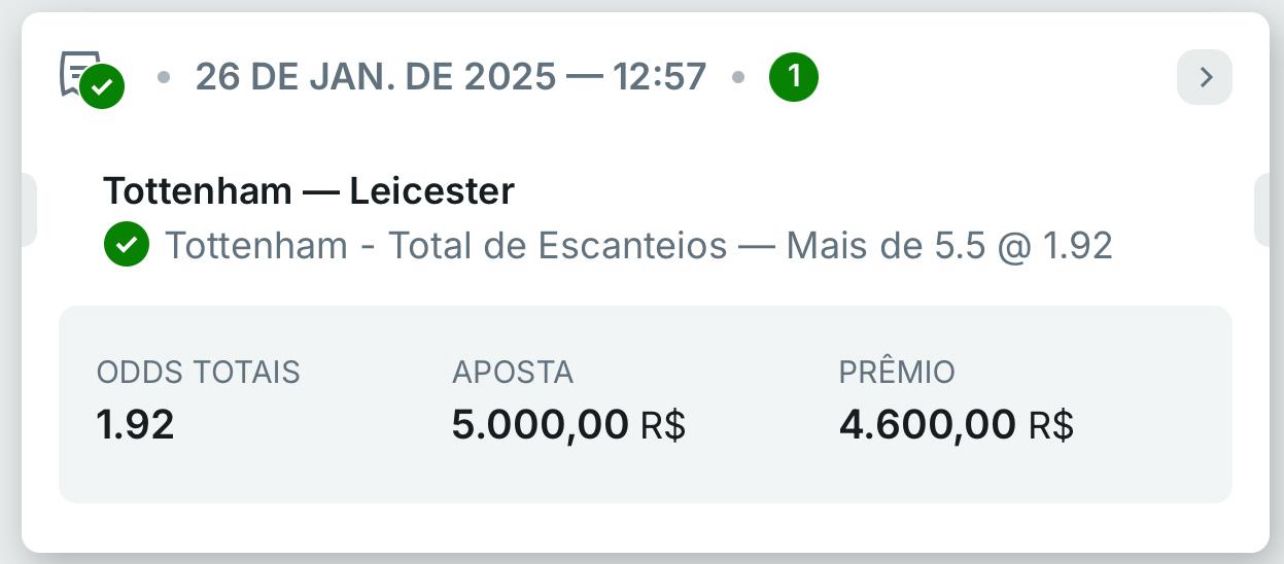 26 DE JAN. DE 2025 — 12:57 • 1
Tottenham — Leicester
Tottenham - Total de Escanteios — Mais de 5.5 @ 1.92
ODDS TOTAIS APOSTA PRÊMIO
1.92 5.000,00 R$ 4.600,00 R$